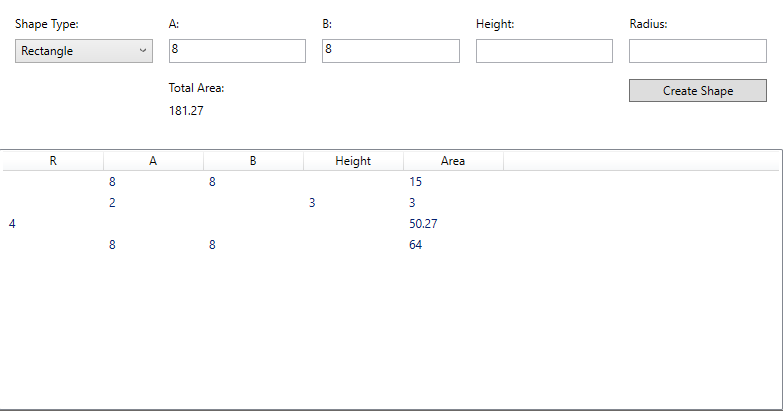 Shape Type: A: B: Height: Radius:
Rectangle 8 8
Total Area:
181.27 Create Shape
R A B Height Area
8 8 15
2 3 3
4 50.27
8 8 64